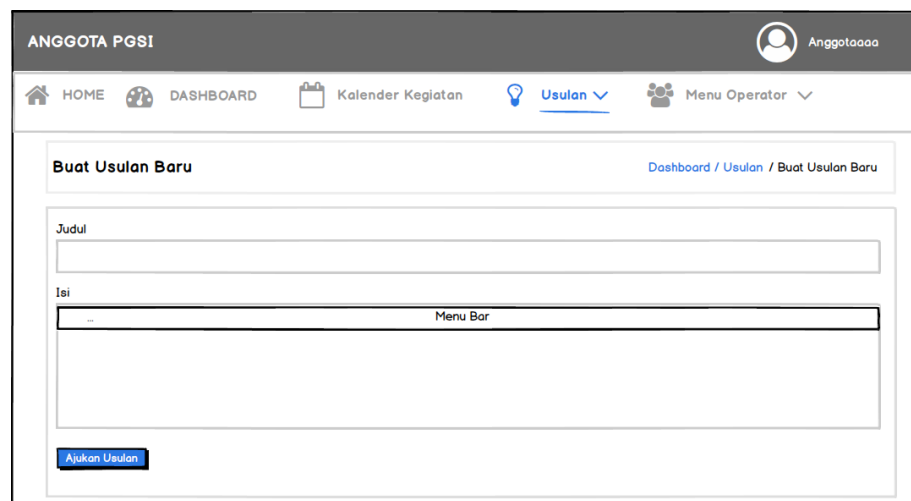 ANGGOTA PGSI Anggotaaaa
HOME DASHBOARD Kalender Kegiatan Usulan Menu Operator
Buat Usulan Baru Dashboard / Usulan / Buat Usulan Baru
Judul
Isi
... Menu Bar
Ajukan Usulan